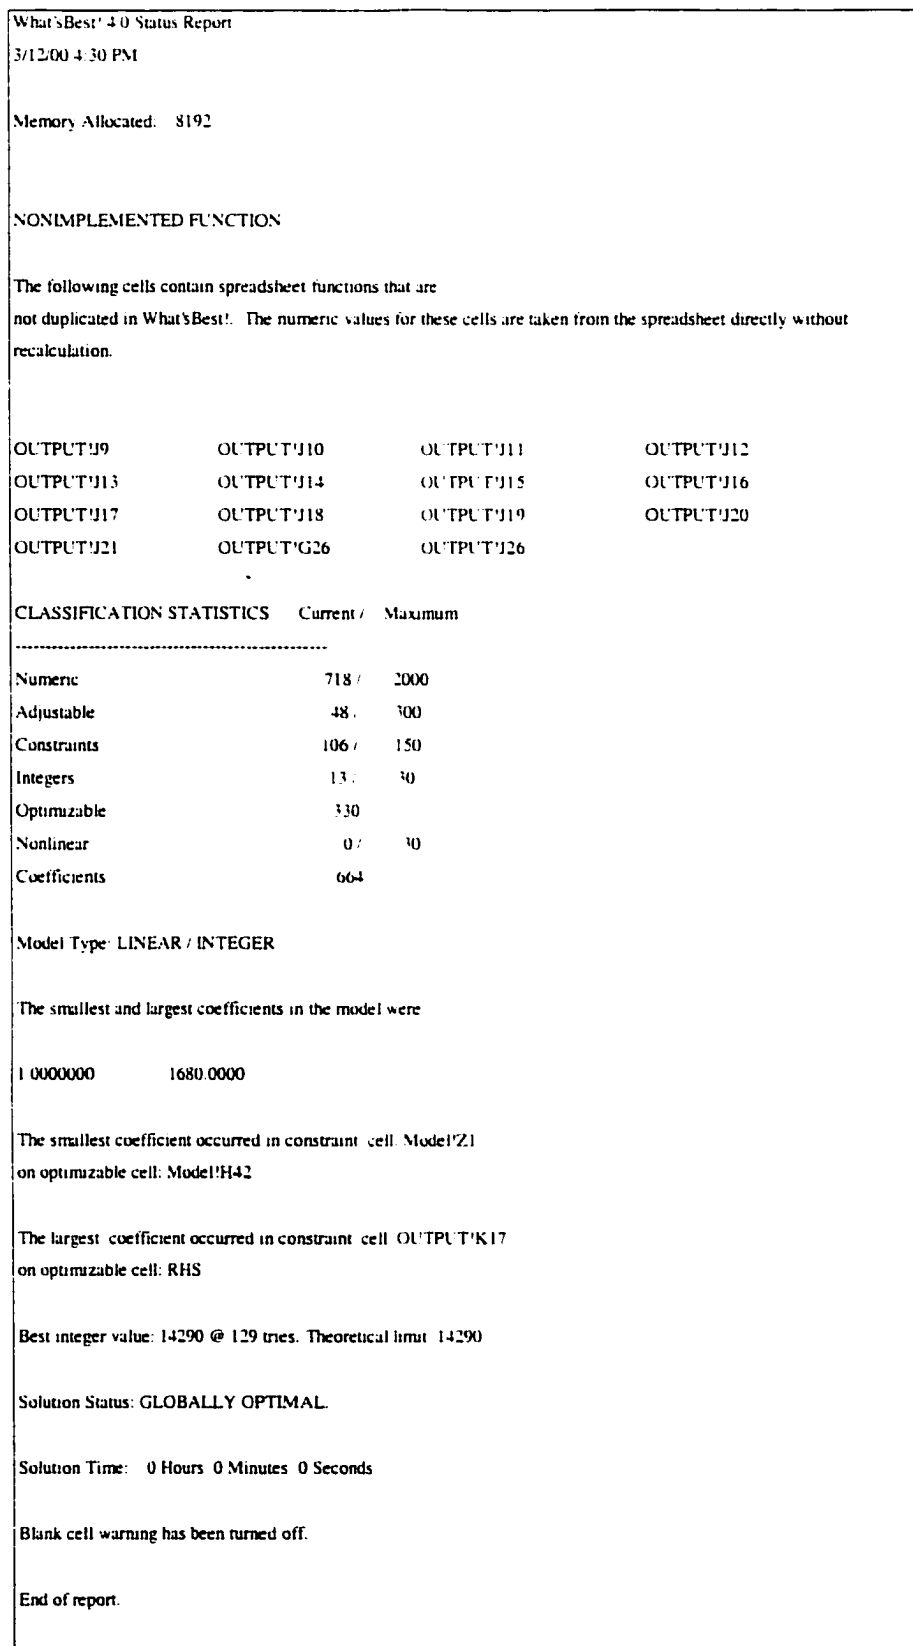 What'sBest! 4.0 Status Report
3/12/00 4:30 PM
Memory Allocated: 8192
NONIMPLEMENTED FUNCTION
The following cells contain spreadsheet functions that are
not duplicated in What'sBest!. The numeric values for these cells are taken from the spreadsheet directly without
recalculation.
OUTPUT!J9 OUTPUT!J10 OUTPUT!J11 OUTPUT!J12
OUTPUT!J13 OUTPUT!J14 OUTPUT!J15 OUTPUT!J16
OUTPUT!J17 OUTPUT!J18 OUTPUT!J19 OUTPUT!J20
OUTPUT!J21 OUTPUT!G26 OUTPUT!J26
CLASSIFICATION STATISTICS Current / Maximum
----------------------------------------------------
Numeric 718 / 2000
Adjustable 48 / 300
Constraints 106 / 150
Integers 13 / 30
Optimizable 330
Nonlinear 0 / 30
Coefficients 664
Model Type: LINEAR / INTEGER
The smallest and largest coefficients in the model were
1.0000000 1680.0000
The smallest coefficient occurred in constraint cell: Model!Z1
on optimizable cell: Model!H42
The largest coefficient occurred in constraint cell: OUTPUT!K17
on optimizable cell: RHS
Best integer value: 14290 @ 129 tries. Theoretical limit: 14290
Solution Status: GLOBALLY OPTIMAL.
Solution Time: 0 Hours 0 Minutes 0 Seconds
Blank cell warning has been turned off.
End of report.